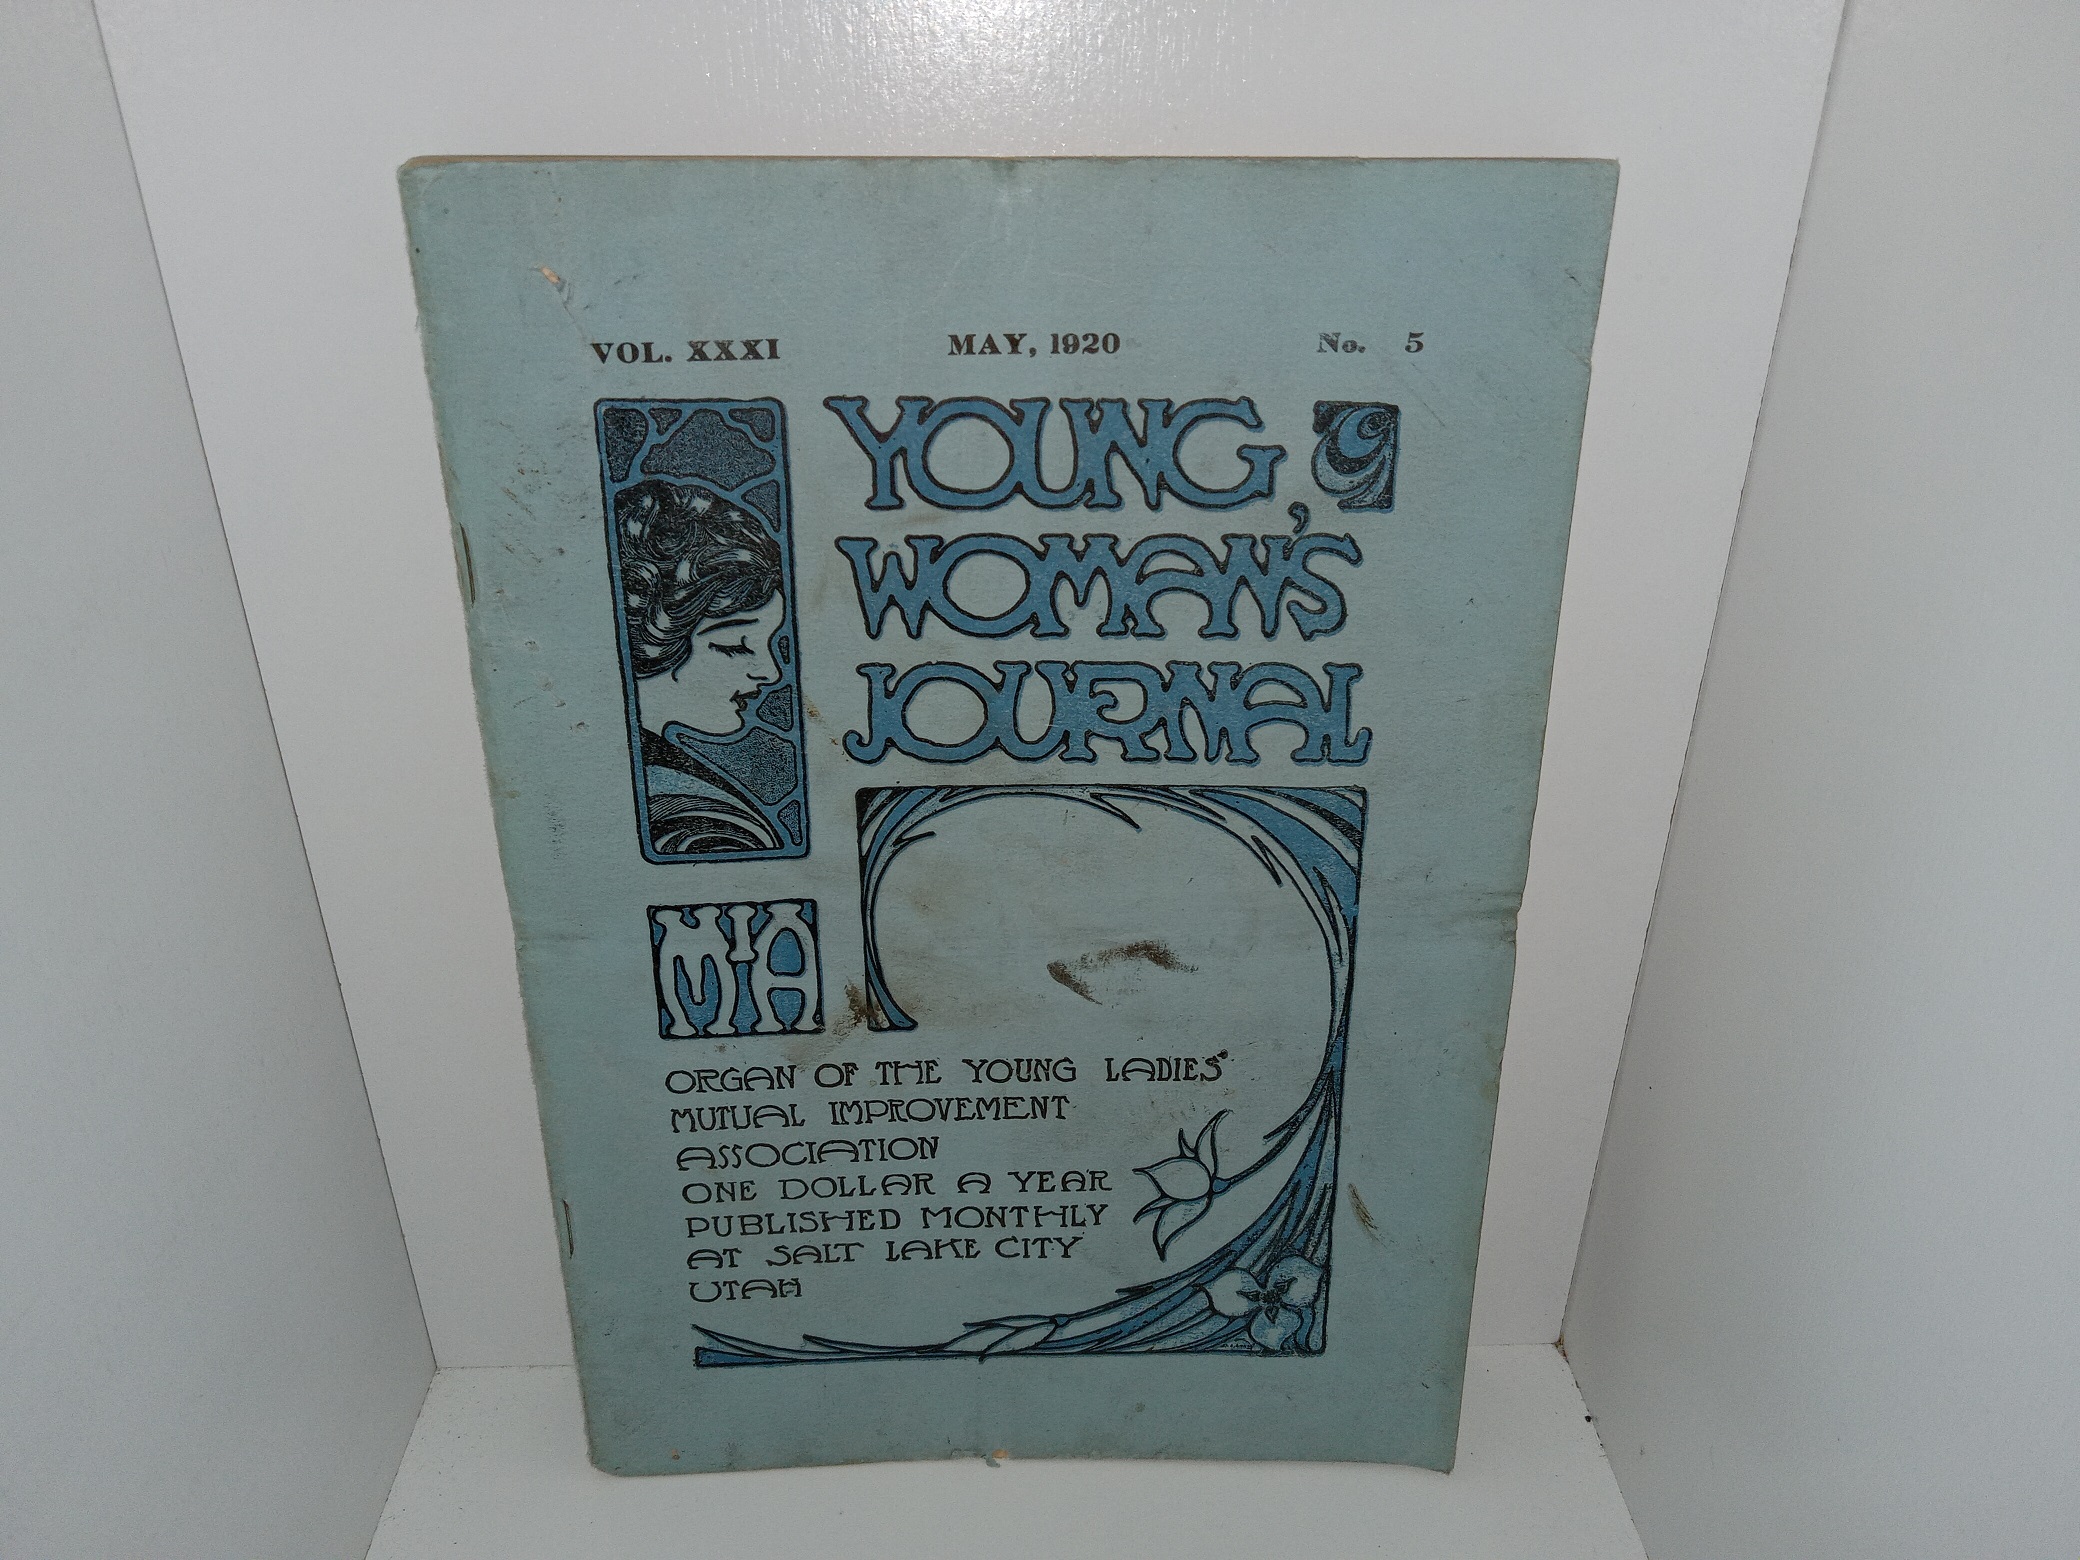 VOL. XXXI MAY, 1920 No. 5
YOUNG
WOMAN'S
JOURNAL
MIA
ORGAN OF THE YOUNG LADIES'
MUTUAL IMPROVEMENT
ASSOCIATION
ONE DOLLAR A YEAR
PUBLISHED MONTHLY
AT SALT LAKE CITY
UTAH